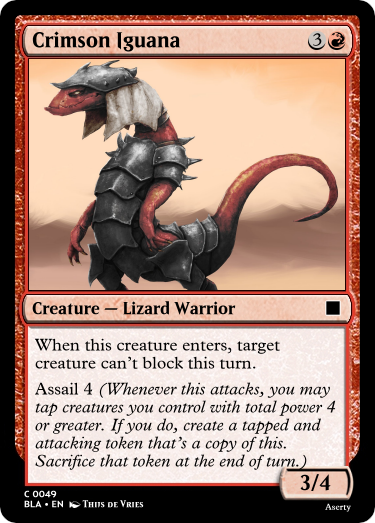 Crimson Iguana 3
Creature — Lizard Warrior
When this creature enters, target
creature can't block this turn.
Assail 4 (Whenever this attacks, you may
tap creatures you control with total power 4
or greater. If you do, create a tapped and
attacking token that's a copy of this.
Sacrifice that token at the end of turn.)
3/4
C 0049
BLA • EN Thijs de Vries
Aserty